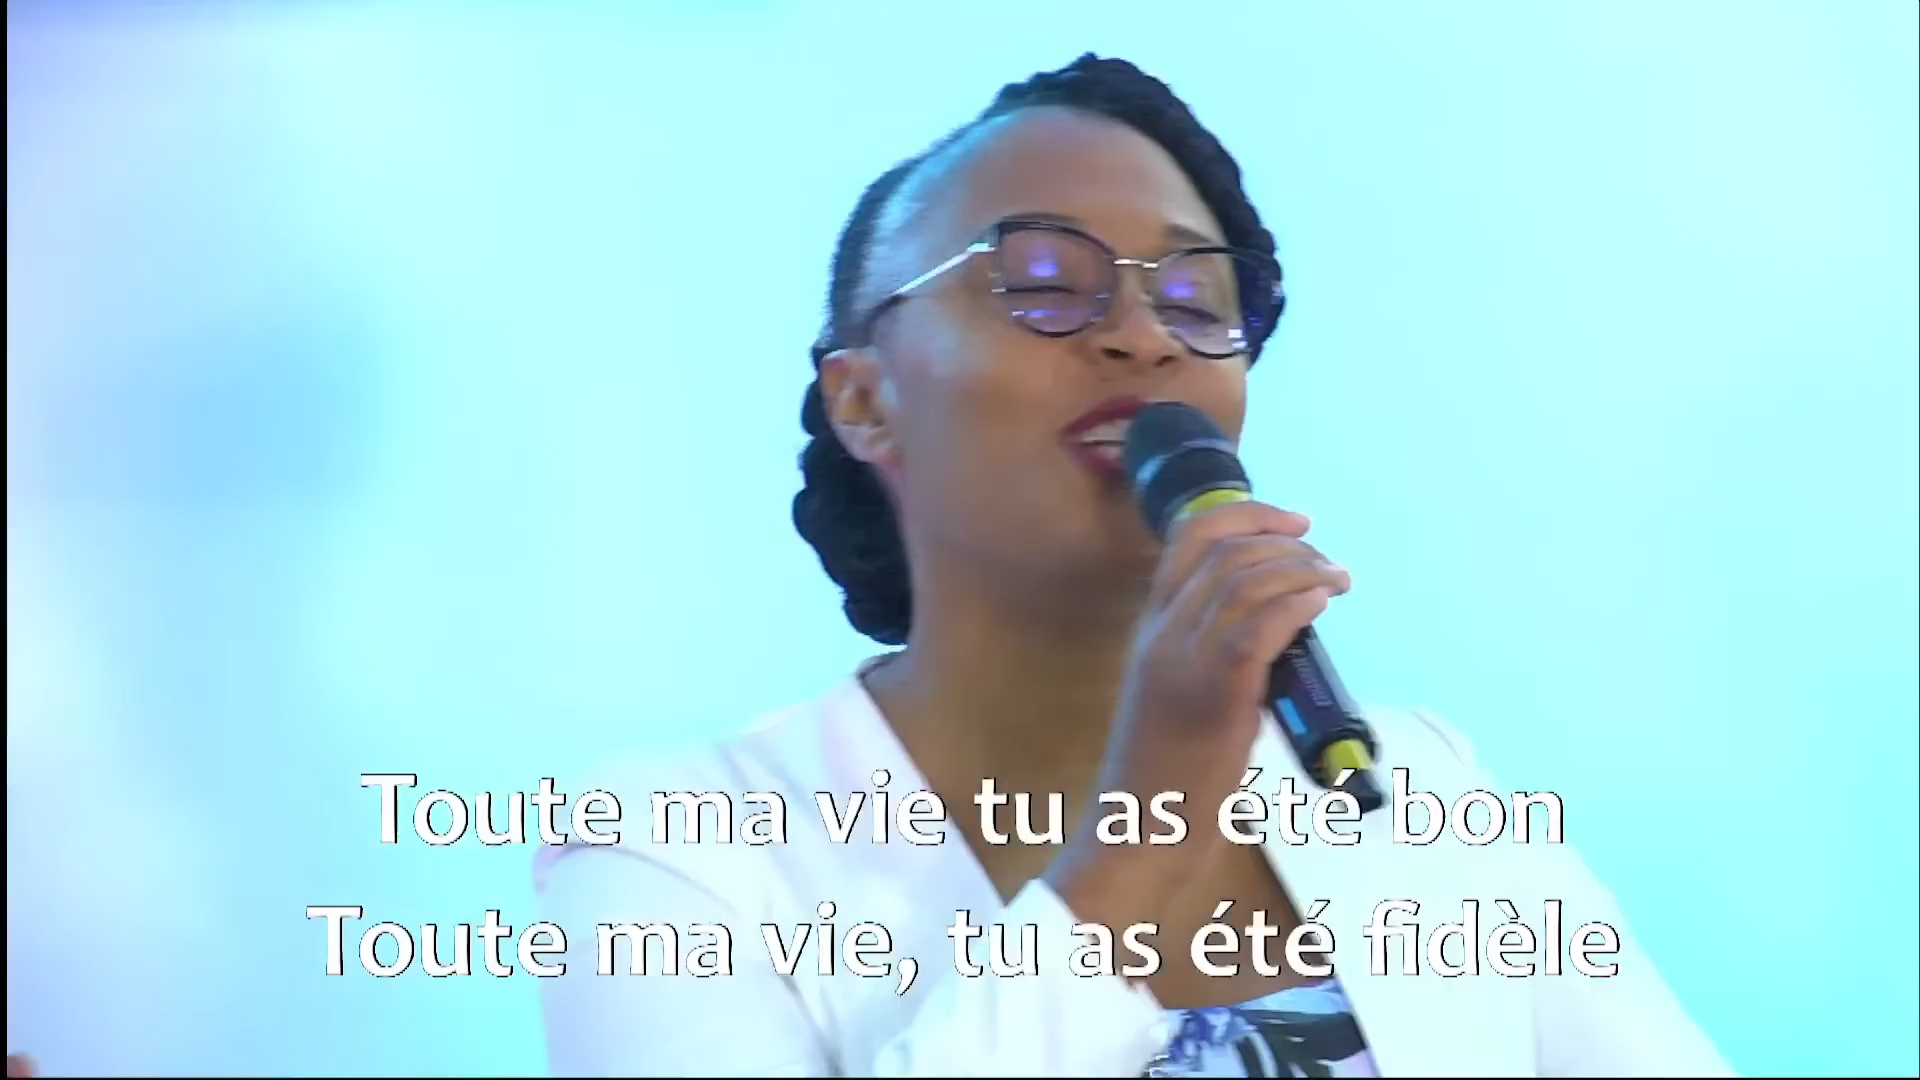 Toute ma vie tu as été bon
Toute ma vie, tu as été fidèle